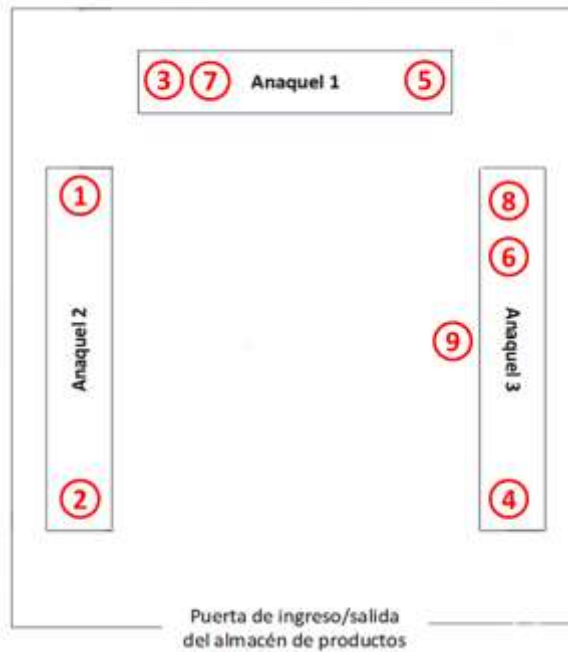 3 7 Anaquel 1 5
1
8
6
Anaquel 2
9
Anaquel 3
2
4
Puerta de ingreso/salida
del almacén de productos